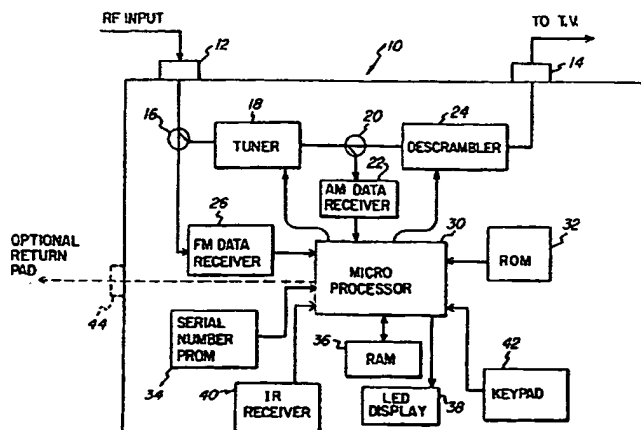 RF INPUT
TO T.V.
12
10
14
16
18
20
24
TUNER
DESCRAMBLER
22
AM DATA
RECEIVER
26
30
32
FM DATA
RECEIVER
MICRO
PROCESSOR
ROM
OPTIONAL
RETURN
PAD
44
SERIAL
NUMBER
PROM
34
36
RAM
42
KEYPAD
40
IR
RECEIVER
LED
DISPLAY
38